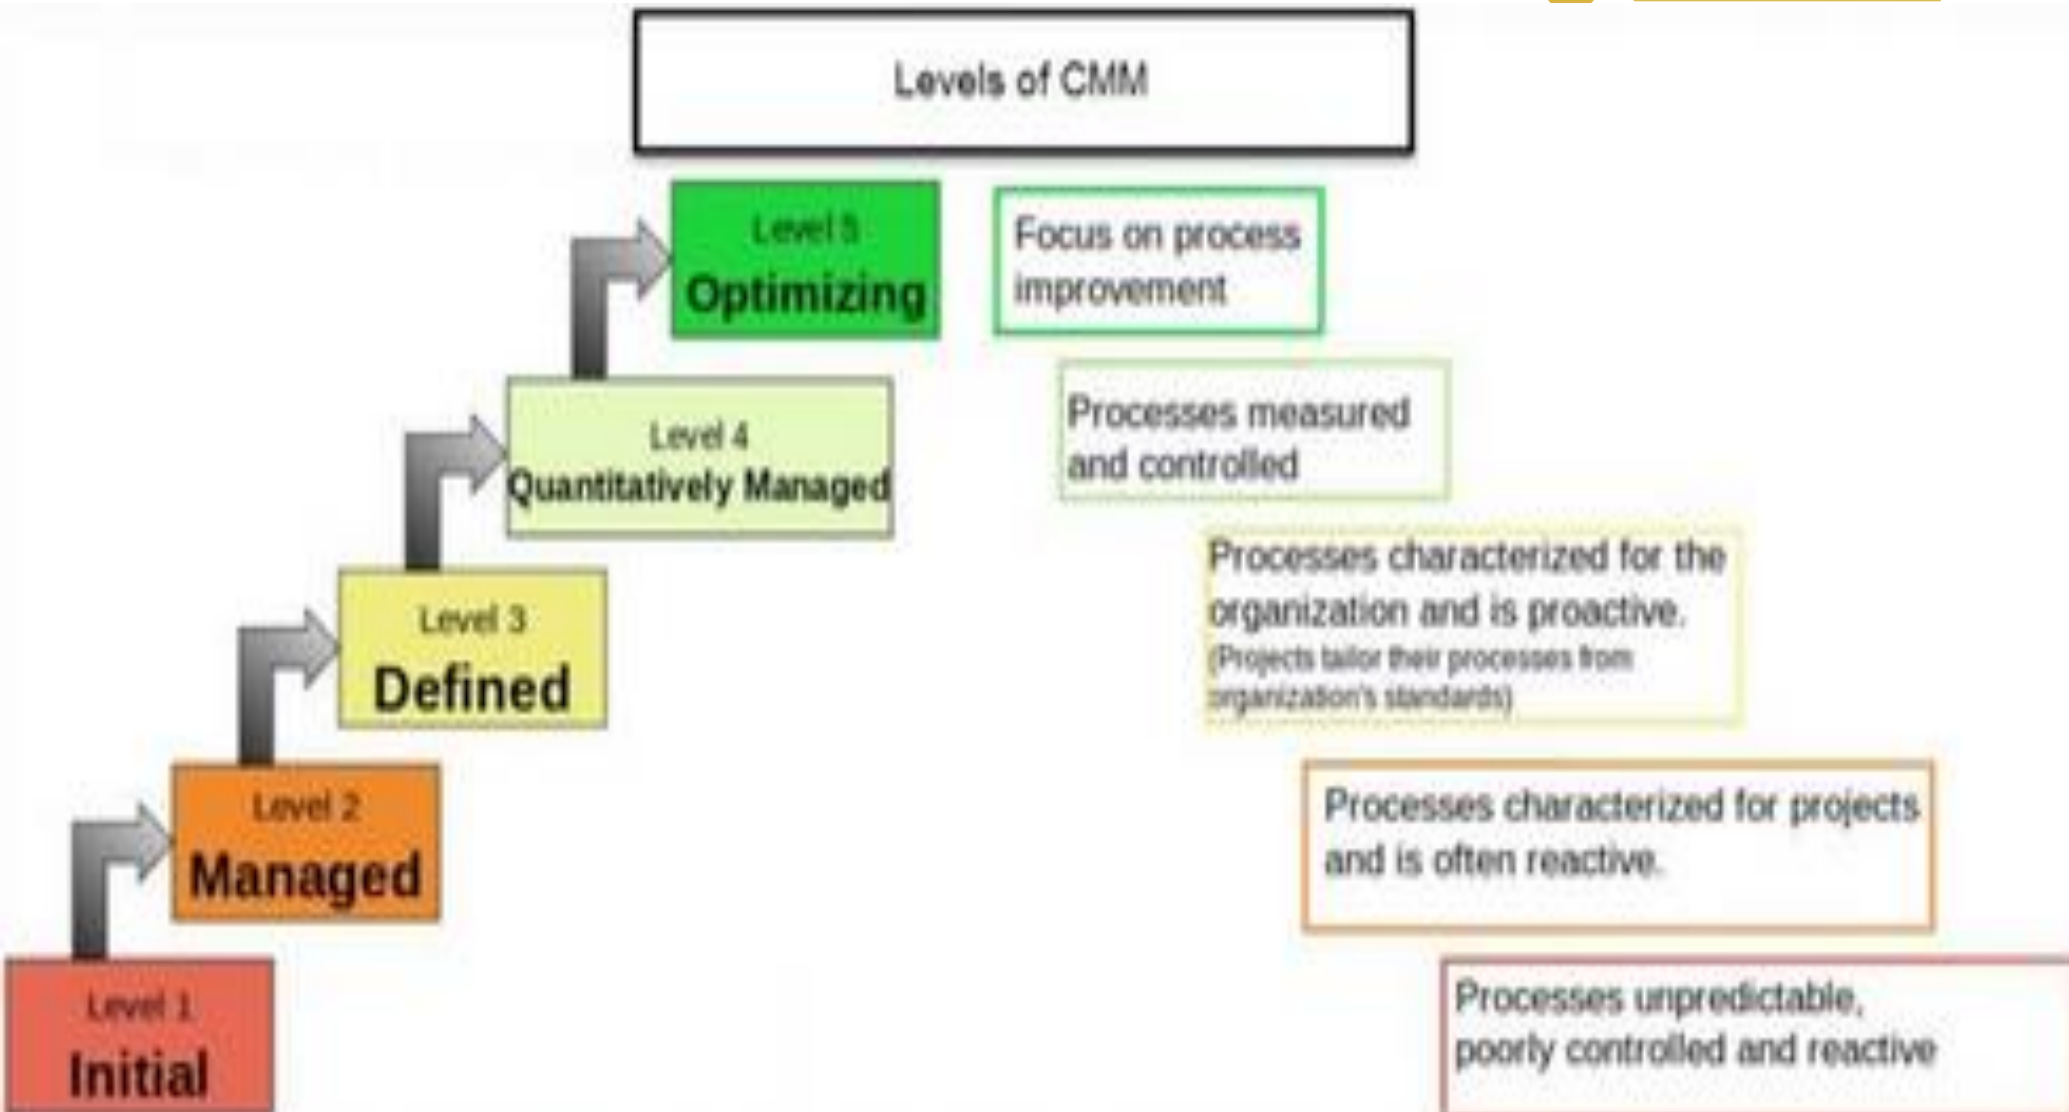 Levels of CMM
Level 5
Optimizing
Focus on process
improvement
Level 4
Quantitatively Managed
Processes measured
and controlled
Level 3
Defined
Processes characterized for the
organization and is proactive.
(Projects tailor their processes from
organization's standards)
Level 2
Managed
Processes characterized for projects
and is often reactive.
Level 1
Initial
Processes unpredictable,
poorly controlled and reactive